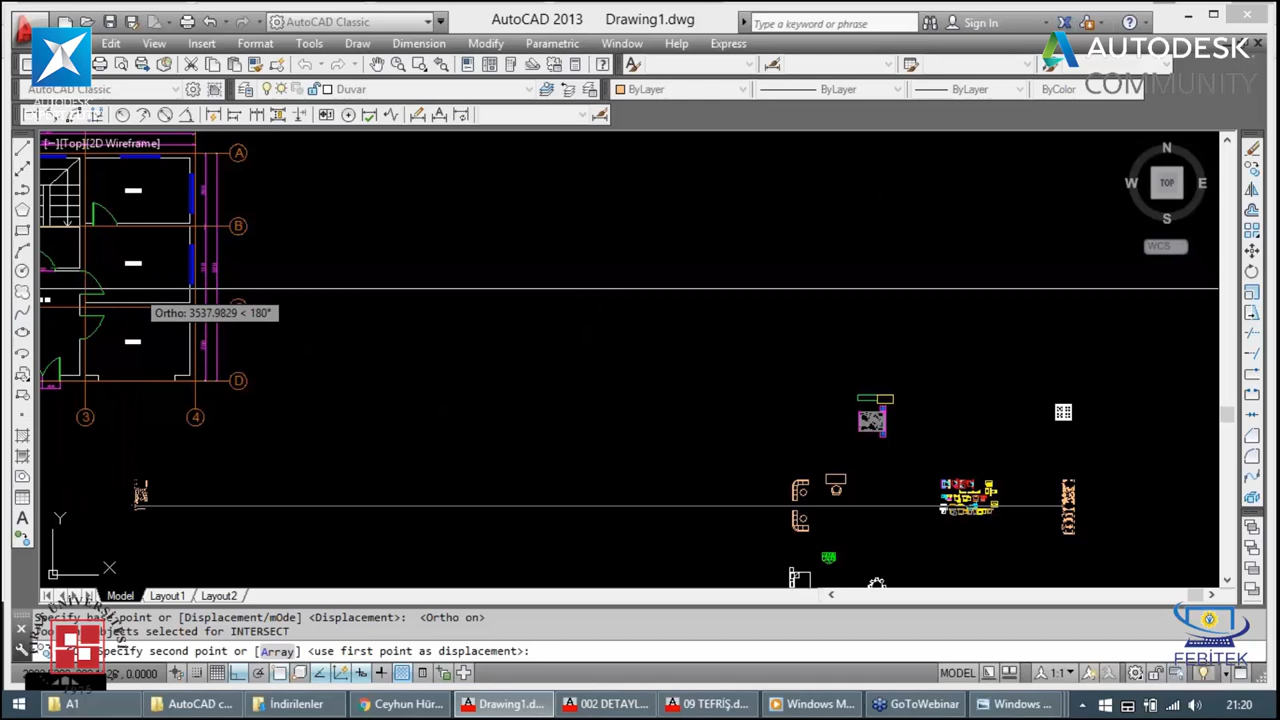 AutoCAD Classic
AutoCAD 2013 Drawing1.dwg
Type a keyword or phrase
Sign In
Edit View Insert Format Tools Draw Dimension Modify Parametric Window Help Express
AUTODESK
COMMUNITY
AutoCAD Classic
Duvar
ByLayer
ByLayer
ByLayer
ByColor
[−][Top][2D Wireframe]
A
B
D
3
4
N
W
TOP
E
S
WCS
Ortho: 3537.9829 < 180°
Y
X
Model Layout1 Layout2
Specify base point or [Displacement/mOde] <Displacement>: <Ortho on>
objects selected for INTERSECT
Specify second point or [Array] <use first point as displacement>
0.0000
MODEL
1:1
FEBİTEK
A1
AutoCAD c...
İndirilenler
Ceyhun Hür...
Drawing1.d...
002 DETAYL...
09 TEFRİŞ.d...
Windows M...
GoToWebinar
Windows ...
21:20